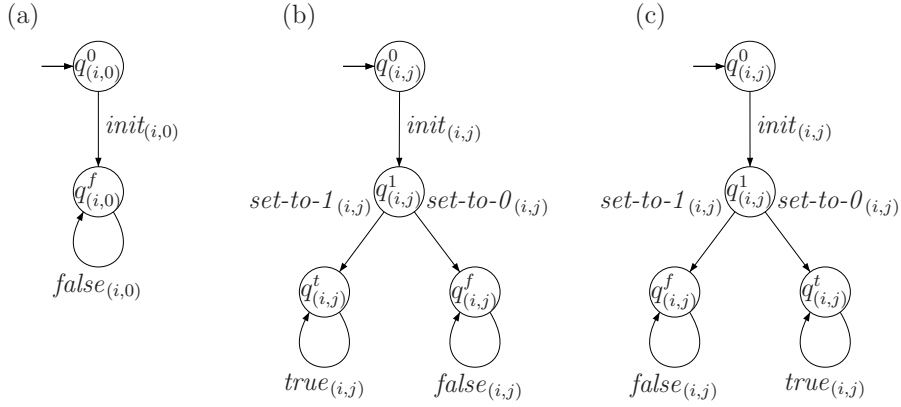 (a) (b) (c)
q^0_{(i,0)} q^0_{(i,j)} q^0_{(i,j)}
init_{(i,0)} init_{(i,j)} init_{(i,j)}
q^f_{(i,0)} set-to-1_{(i,j)} q^1_{(i,j)} set-to-0_{(i,j)} set-to-1_{(i,j)} q^1_{(i,j)} set-to-0_{(i,j)}
false_{(i,0)} q^t_{(i,j)} q^f_{(i,j)} q^f_{(i,j)} q^t_{(i,j)}
true_{(i,j)} false_{(i,j)} false_{(i,j)} true_{(i,j)}